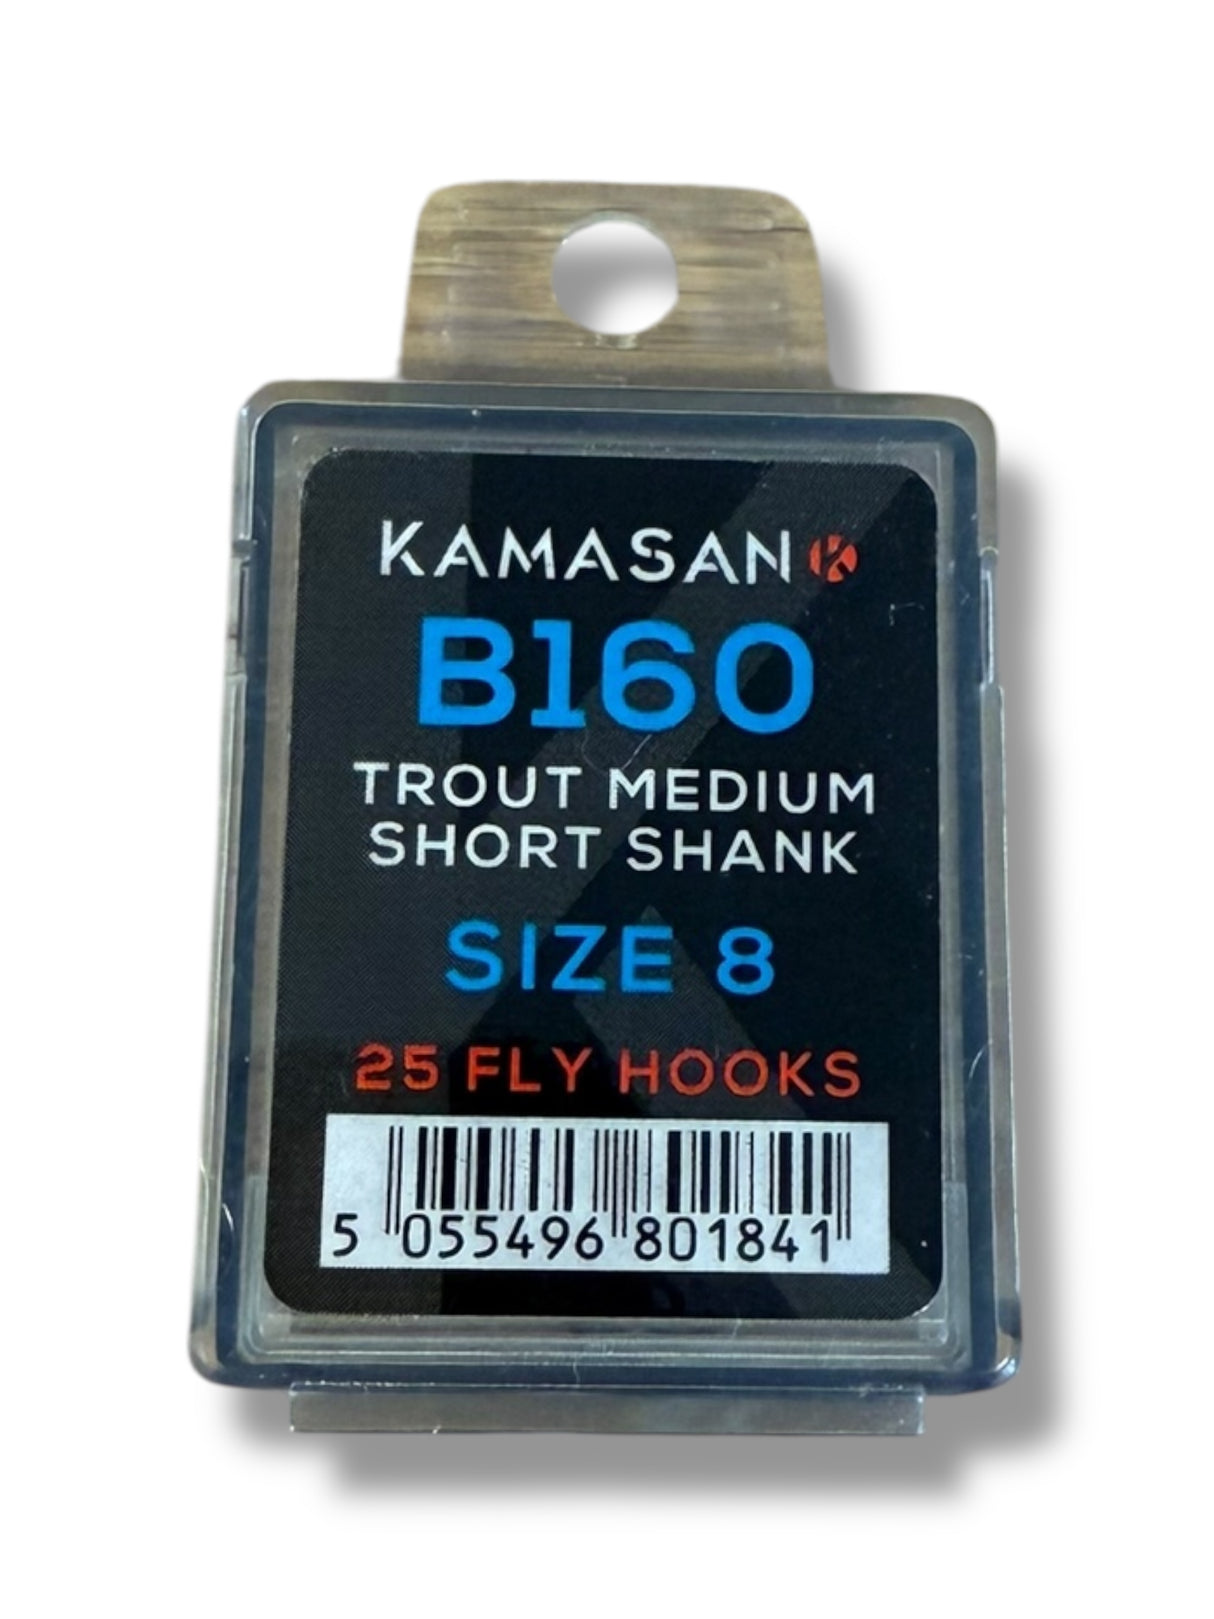 KAMASAN
B160
TROUT MEDIUM
SHORT SHANK
SIZE 8
25 FLY HOOKS
5 055496 801841